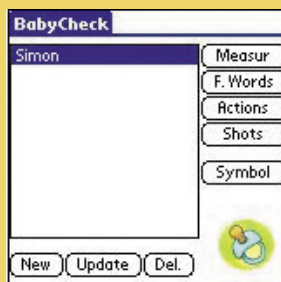 BabyCheck
Simon
Measur
F. Words
Actions
Shots
Symbol
New Update Del.